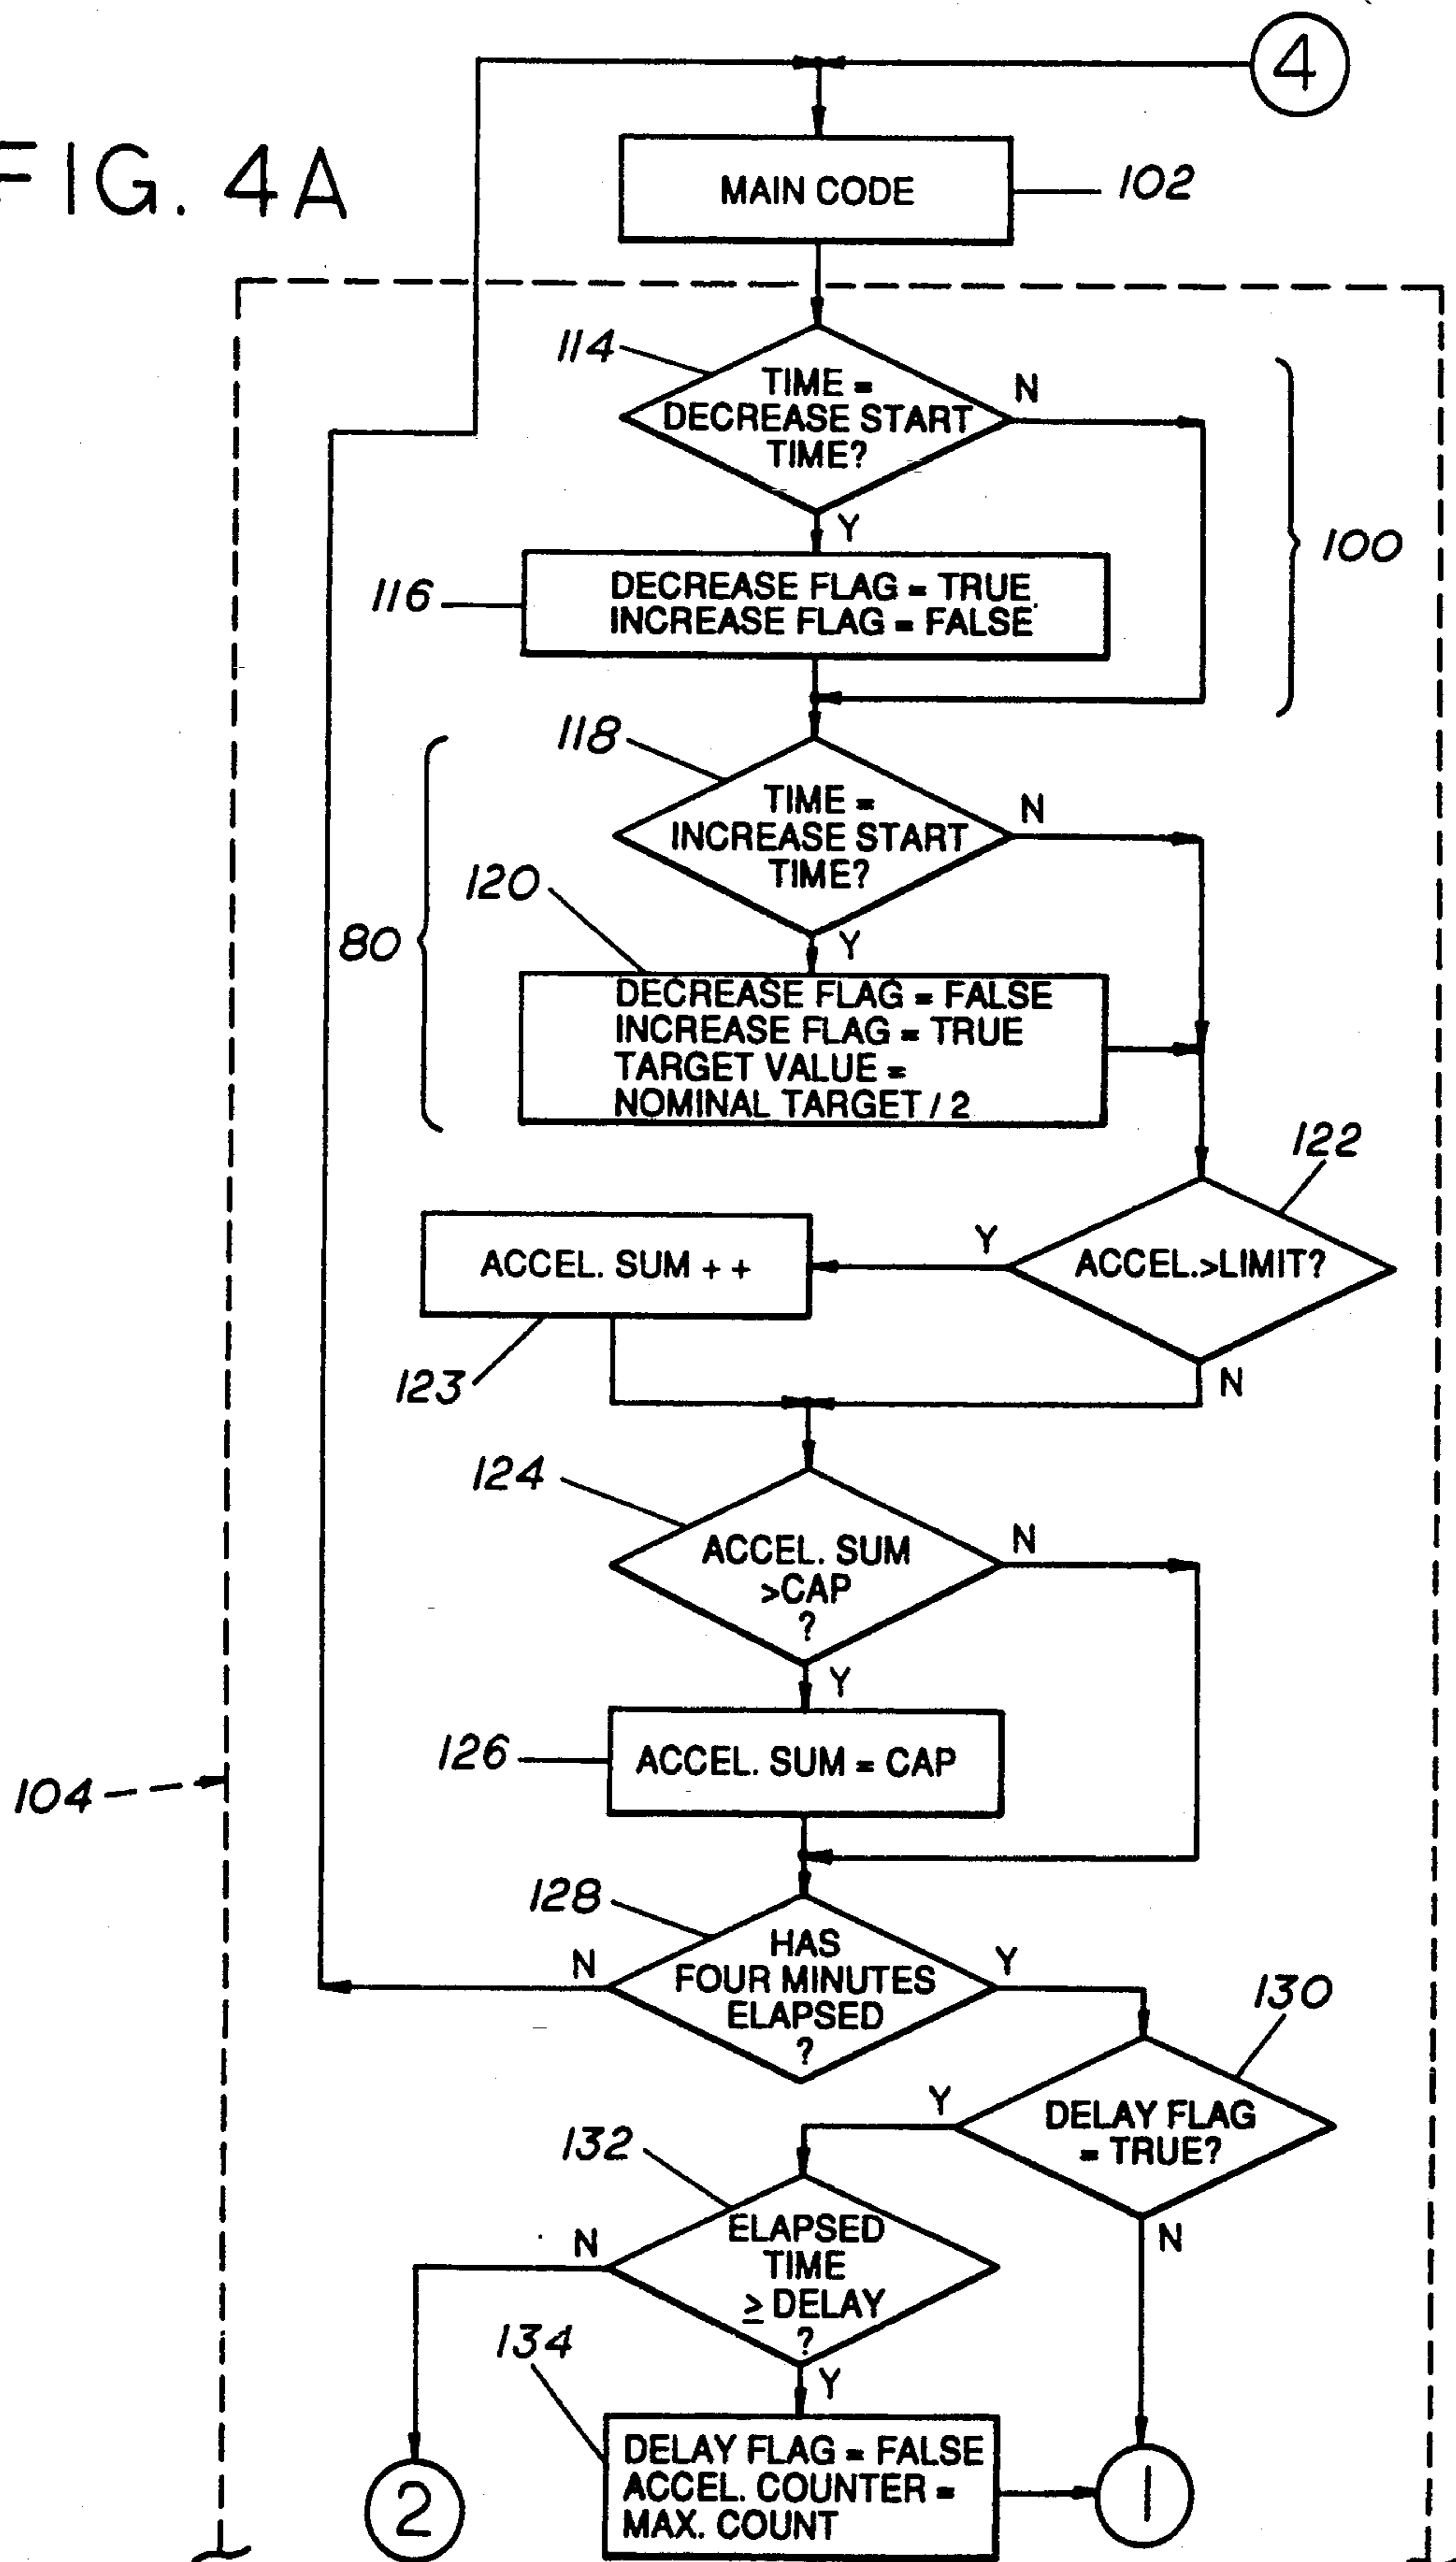 4
FIG. 4A
MAIN CODE
102
114
TIME =
DECREASE START
TIME?
N
Y
100
116
DECREASE FLAG = TRUE
INCREASE FLAG = FALSE
118
TIME =
INCREASE START
TIME?
N
Y
120
80
DECREASE FLAG = FALSE
INCREASE FLAG = TRUE
TARGET VALUE =
NOMINAL TARGET / 2
122
ACCEL.>LIMIT?
Y
N
ACCEL. SUM + +
123
124
ACCEL. SUM
>CAP
?
N
Y
126
ACCEL. SUM = CAP
104
128
HAS
FOUR MINUTES
ELAPSED
?
N
Y
130
DELAY FLAG
= TRUE?
Y
N
132
ELAPSED
TIME
≥ DELAY
?
N
Y
134
DELAY FLAG = FALSE
ACCEL. COUNTER =
MAX. COUNT
2
1